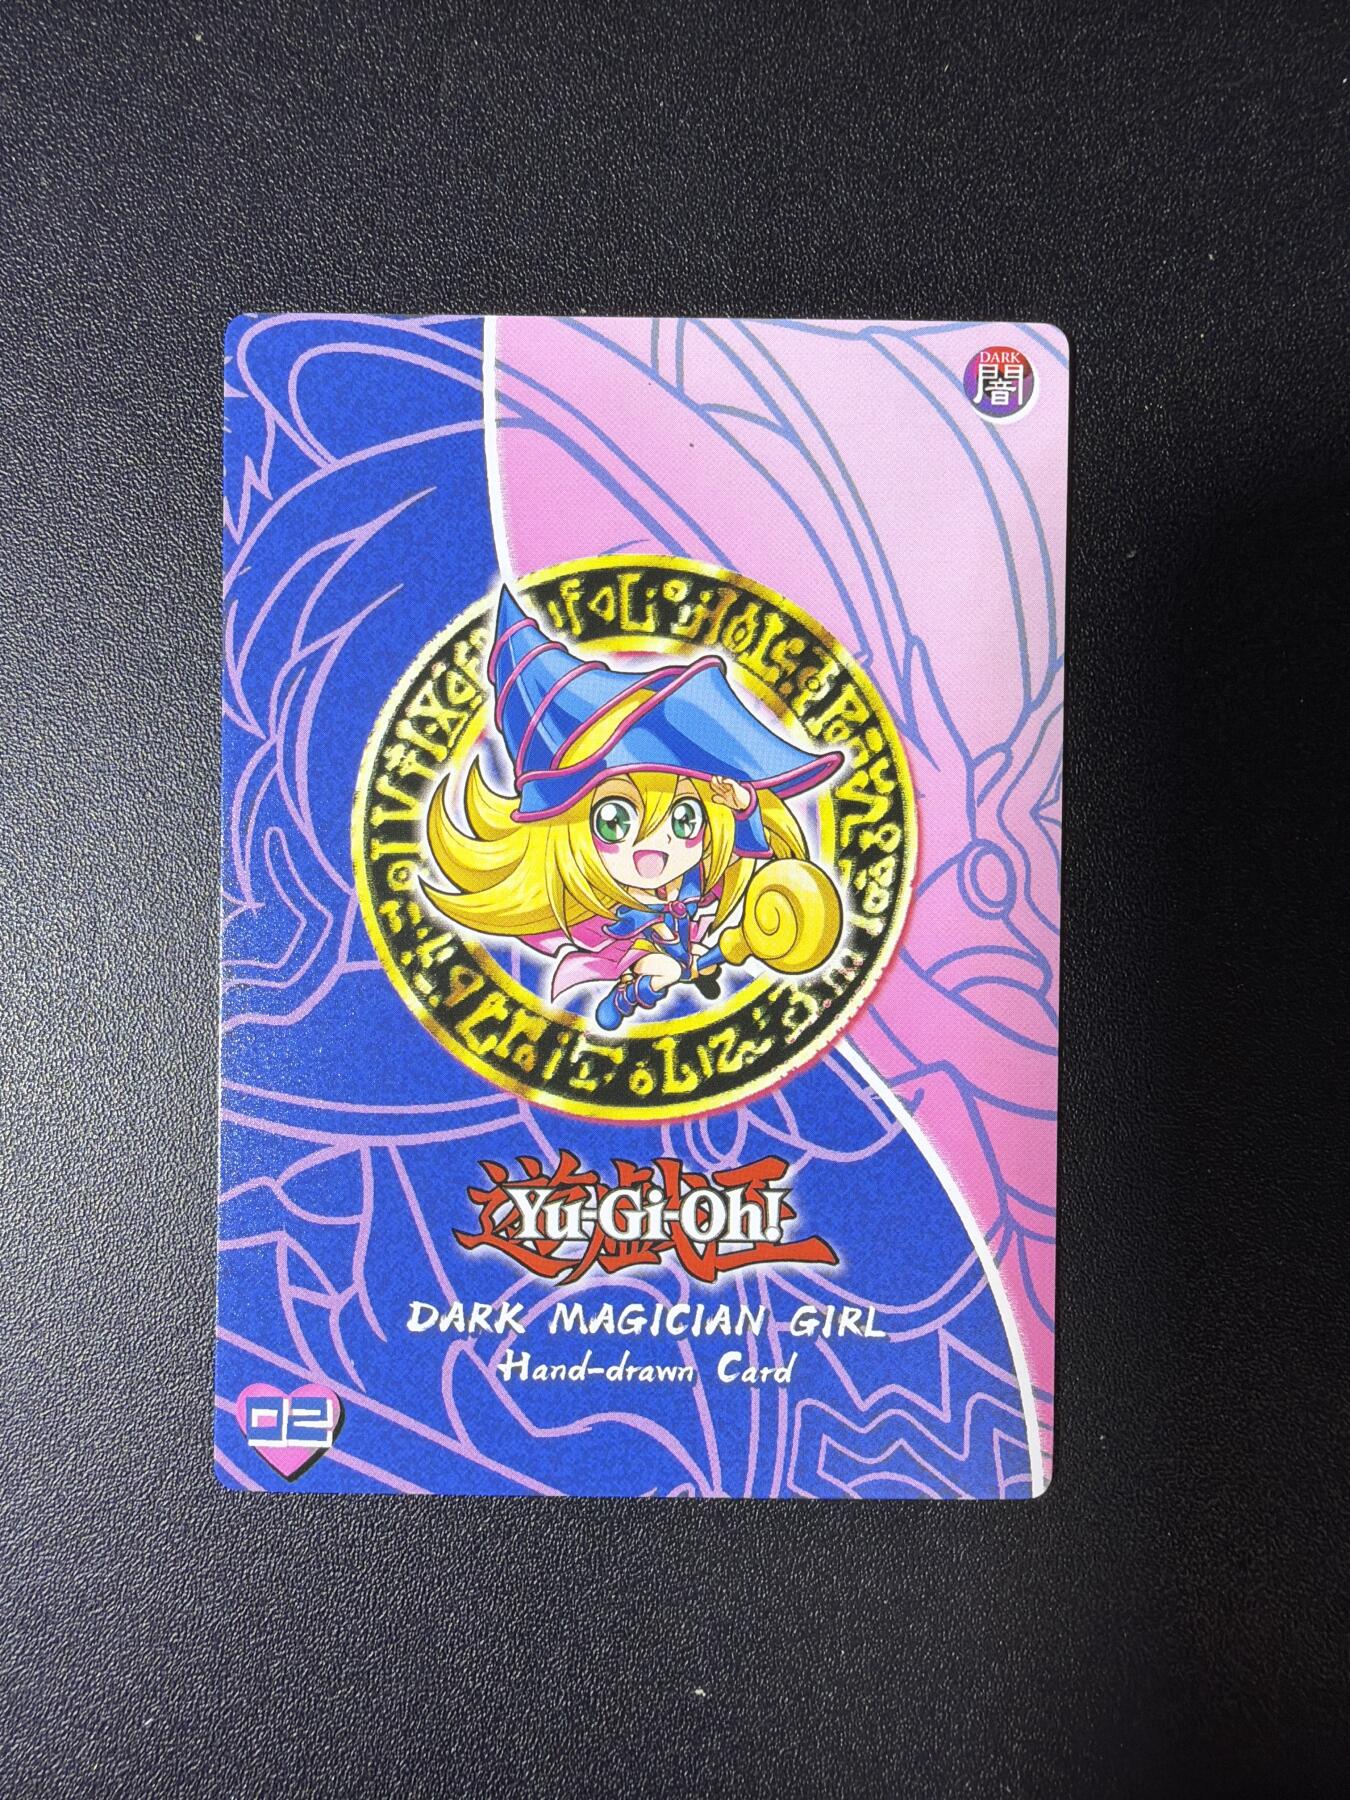 DARK
闇
遊戯王
Yu-Gi-Oh!
DARK MAGICIAN GIRL
Hand-drawn Card
02